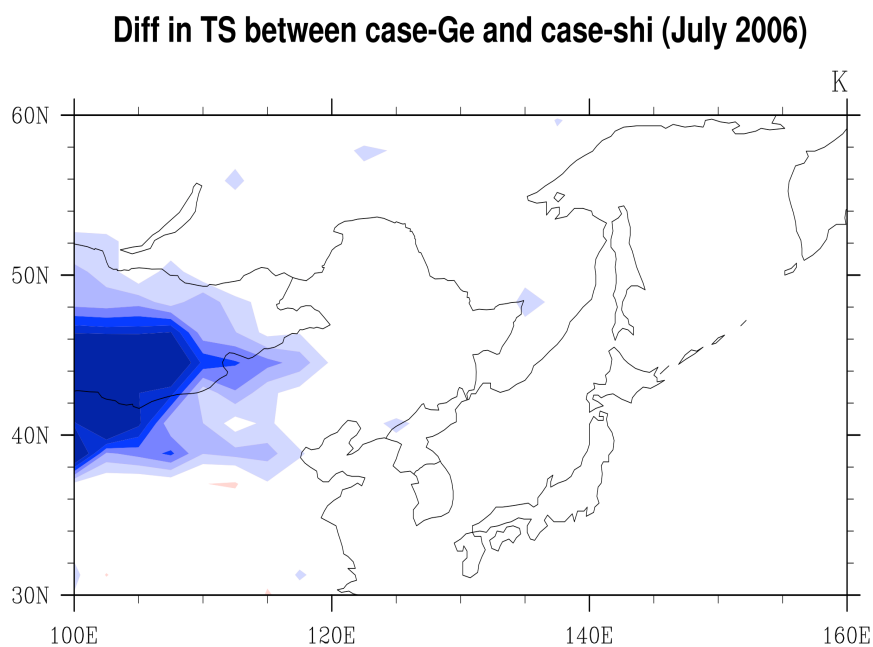 Diff in TS between case-Ge and case-shi (July 2006)
K
60N
50N
40N
30N
100E 120E 140E 160E